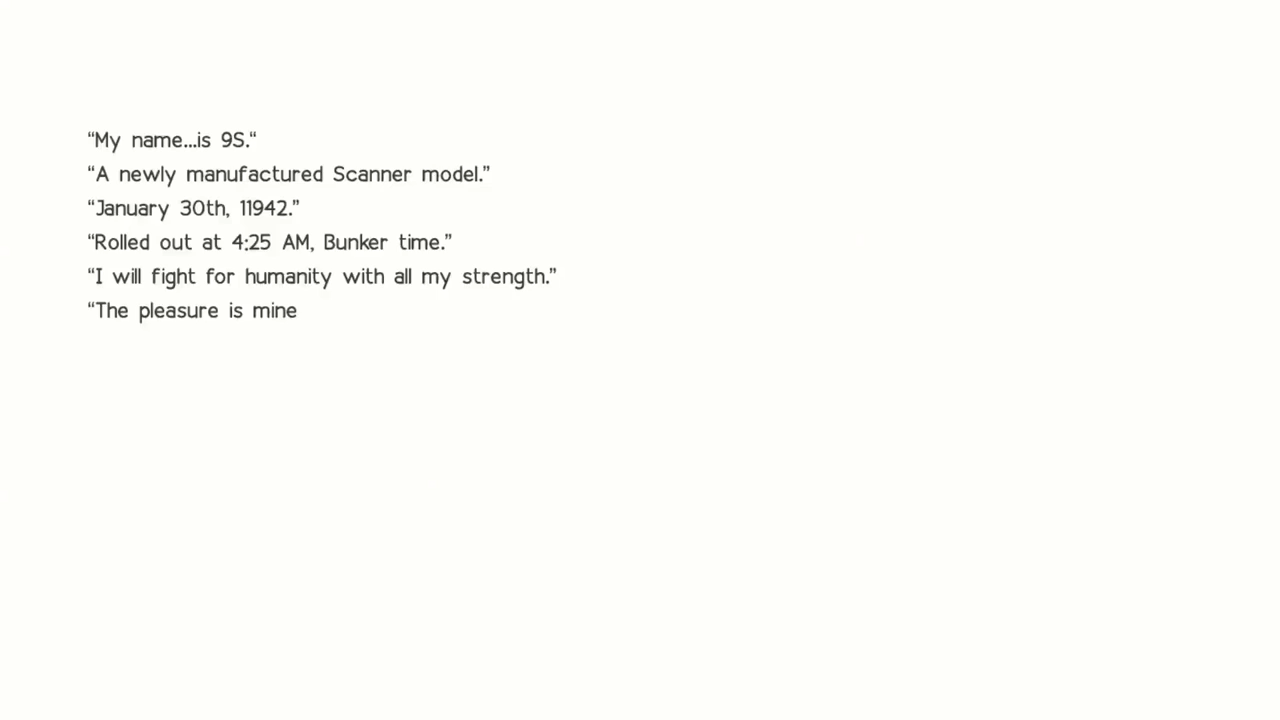 “My name...is 9S.“
“A newly manufactured Scanner model.”
“January 30th, 11942.”
“Rolled out at 4:25 AM, Bunker time.”
“I will fight for humanity with all my strength.”
“The pleasure is mine